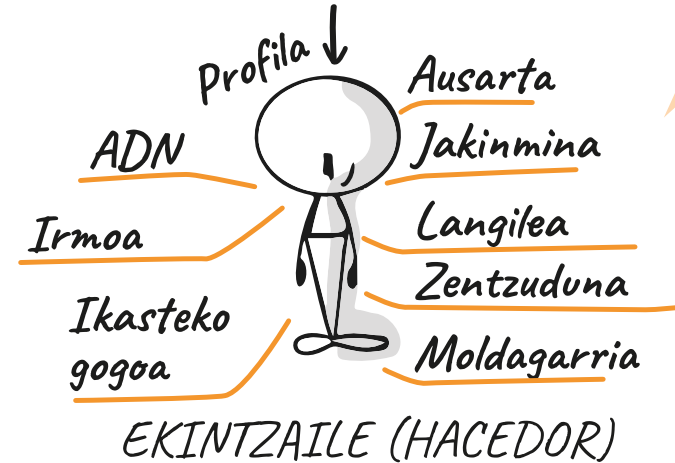 Profila
Ausarta
ADN
Jakinmina
Irmoa
Langilea
Zentzuduna
Ikasteko
gogoa
Moldagarria
EKINTZAILE (HACEDOR)